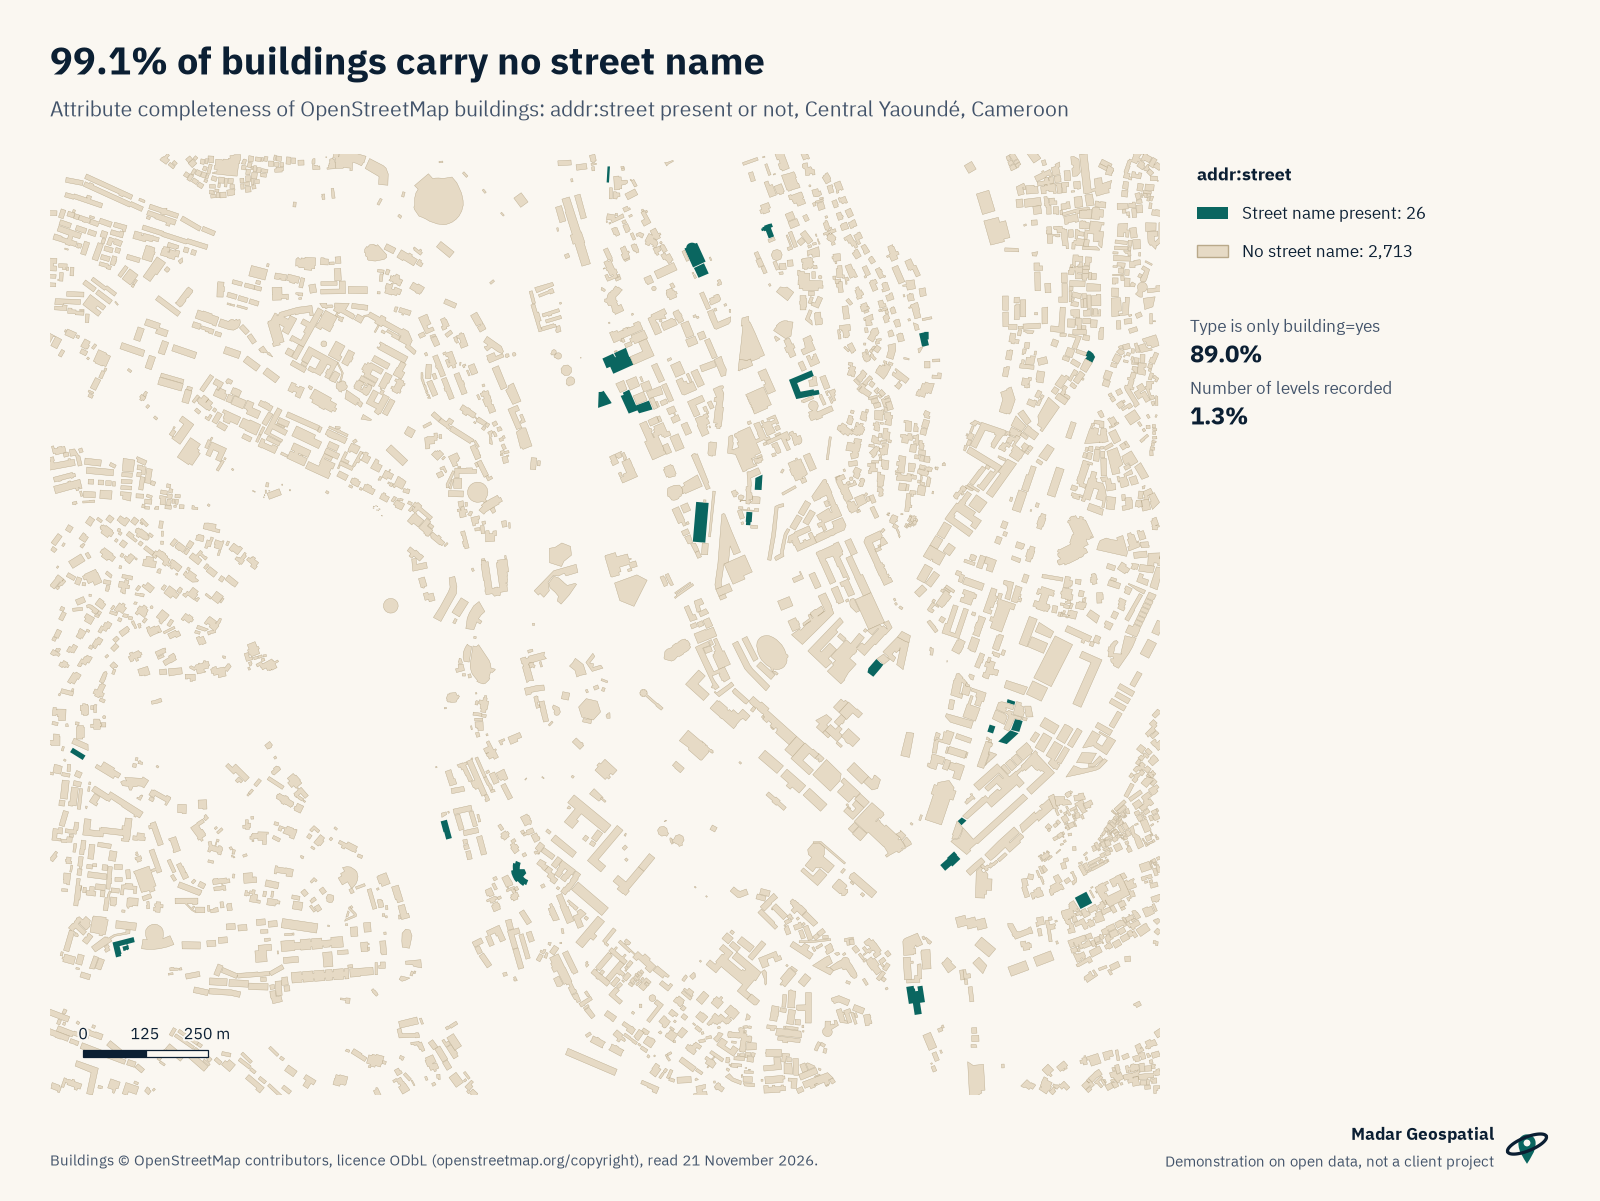 99.1% of buildings carry no street name
Attribute completeness of OpenStreetMap buildings: addr:street present or not, Central Yaoundé, Cameroon
addr:street
Street name present: 26
No street name: 2,713
Type is only building=yes
89.0%
Number of levels recorded
1.3%
0 125 250 m
Madar Geospatial
Buildings © OpenStreetMap contributors, licence ODbL (openstreetmap.org/copyright), read 21 November 2026.
Demonstration on open data, not a client project